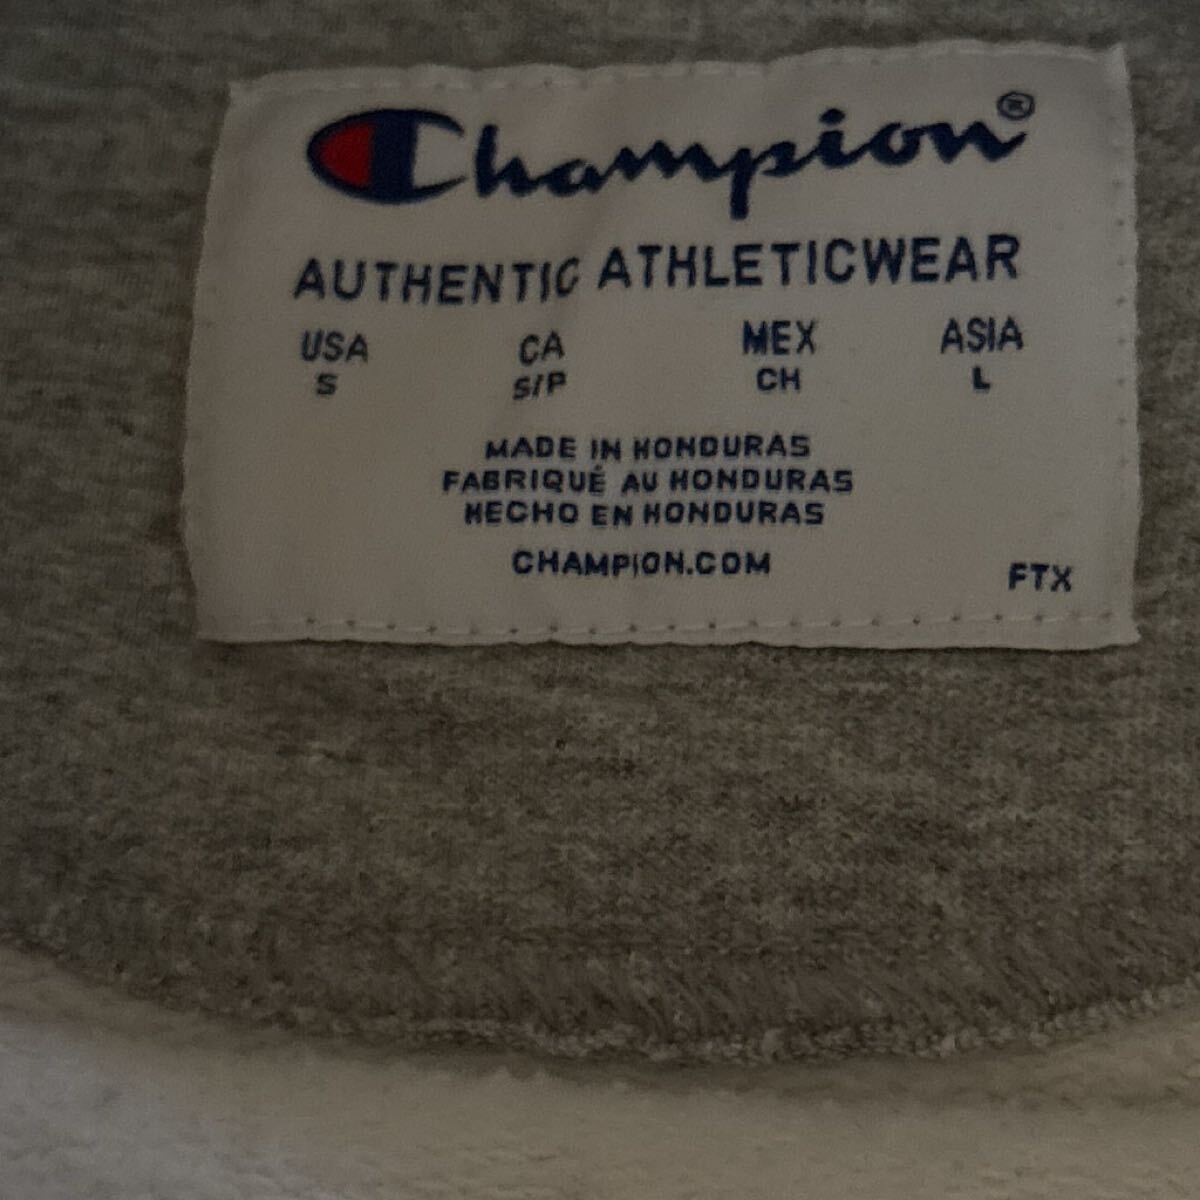 Champion®
AUTHENTIC ATHLETICWEAR
USA CA MEX ASIA
S S/P CH L
MADE IN HONDURAS
FABRIQUÉ AU HONDURAS
HECHO EN HONDURAS
CHAMPION.COM
FTX